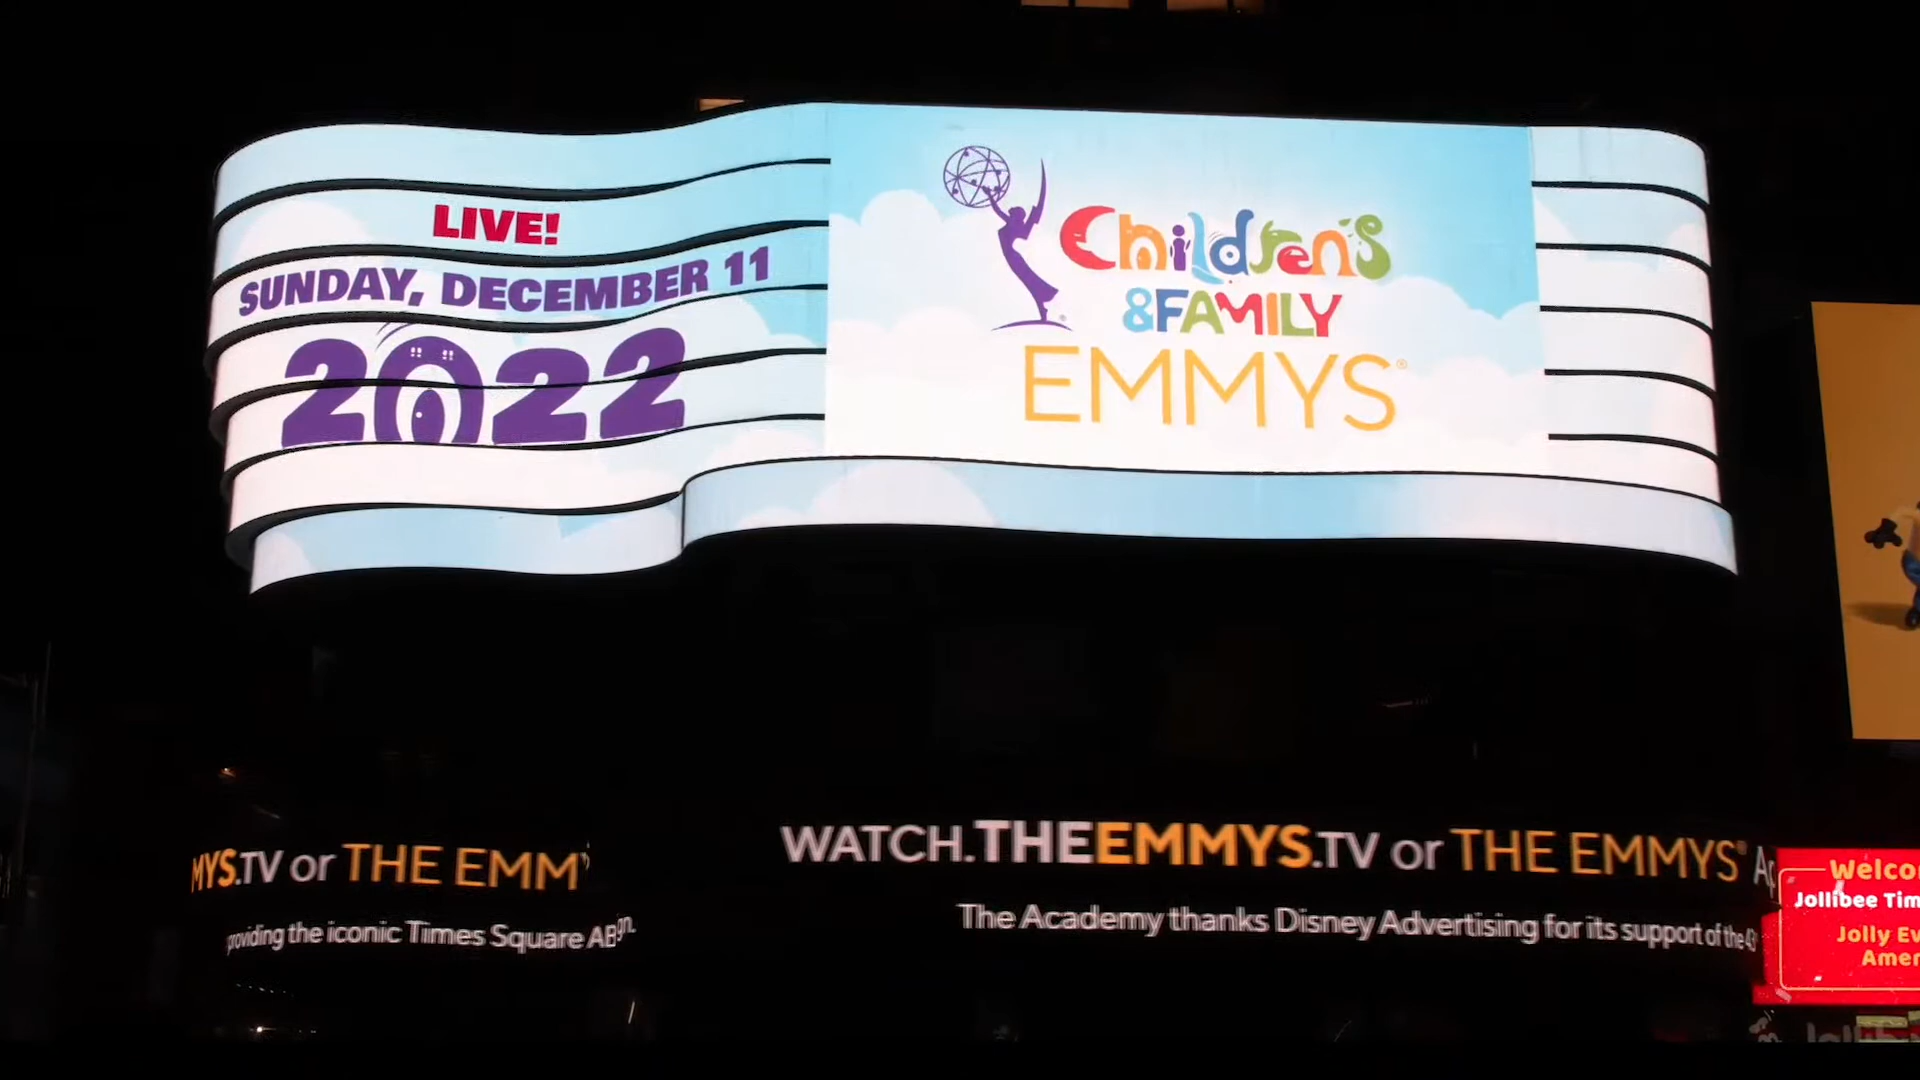 LIVE!
SUNDAY, DECEMBER 11
2022
Children's
&FAMILY
EMMYS®
MYS.TV or THE EMM
WATCH.THEEMMYS.TV or THE EMMYS®
providing the iconic Times Square
The Academy thanks Disney Advertising for its support of the
Welco
Jollibee Tim
Jolly Ev
Amer